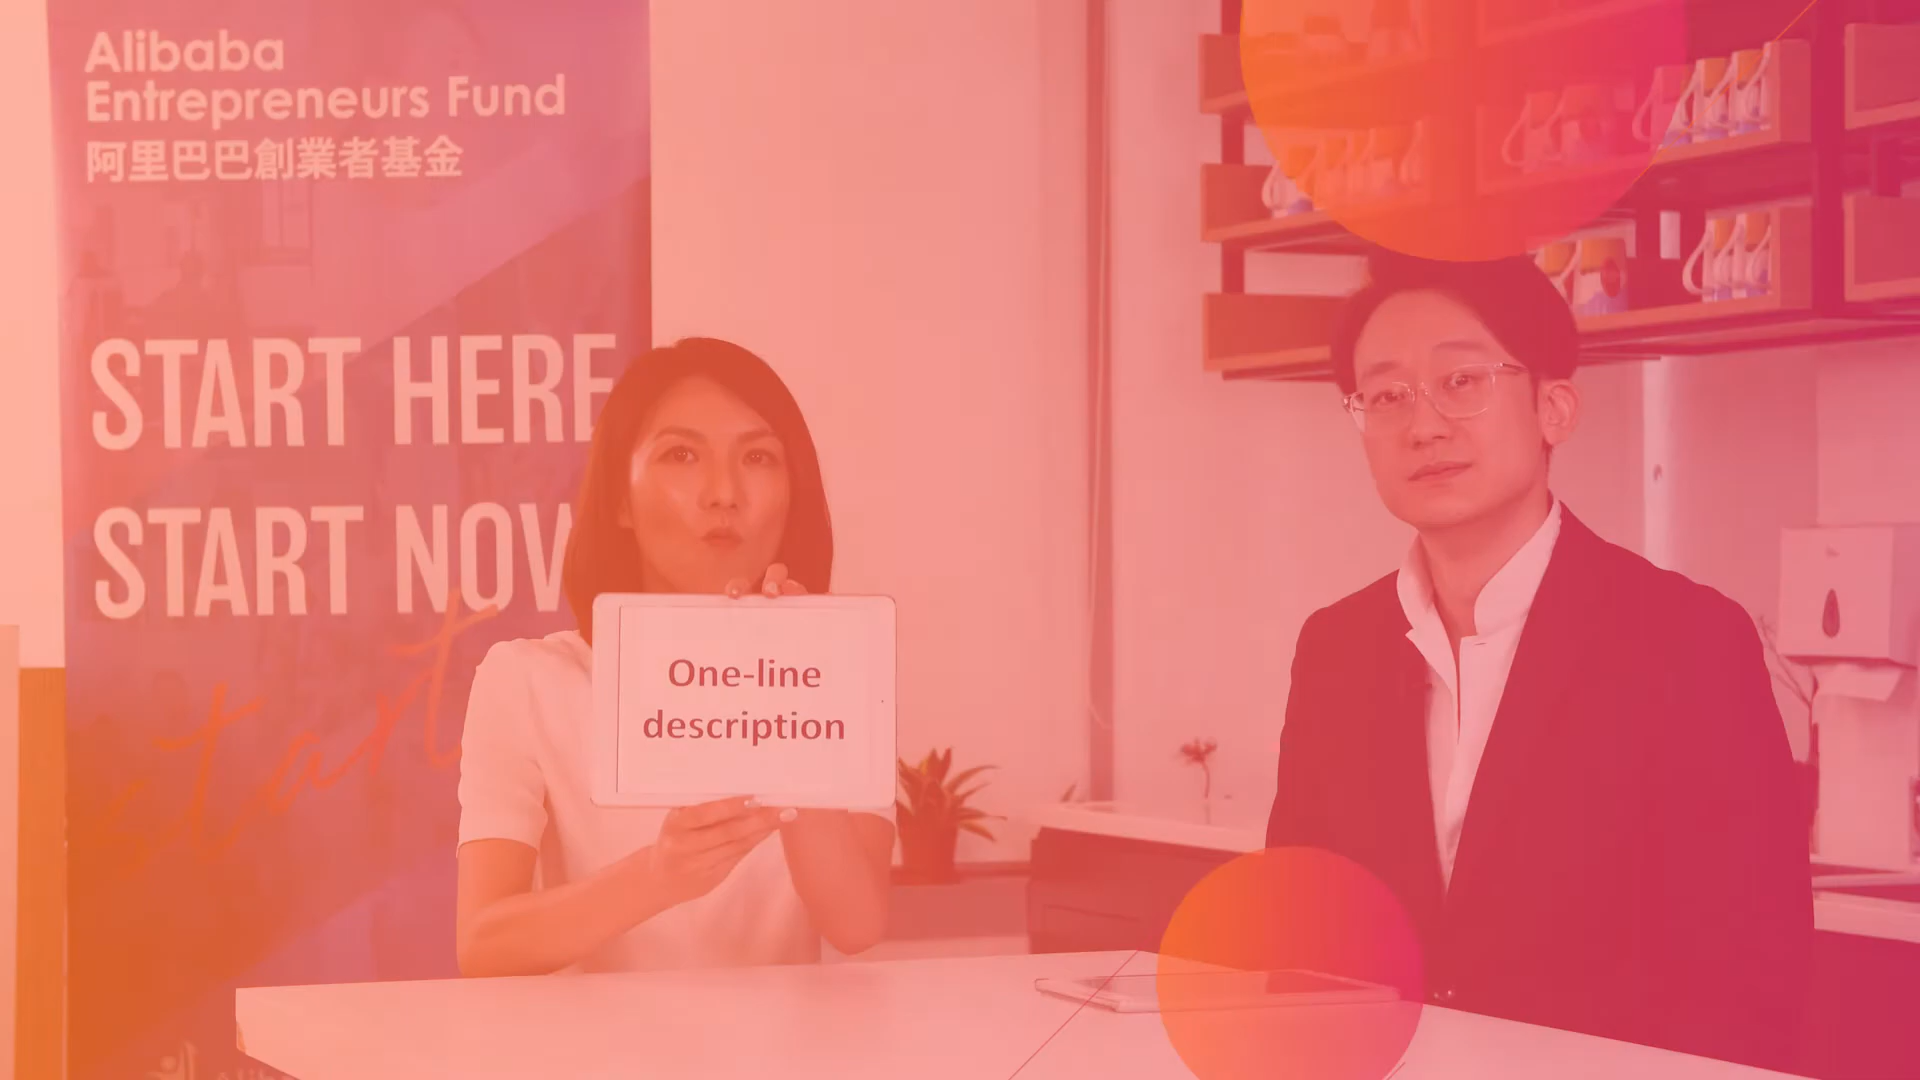 Alibaba
Entrepreneurs Fund
阿里巴巴創業者基金
START HERE
START NOW
start
One-line
description